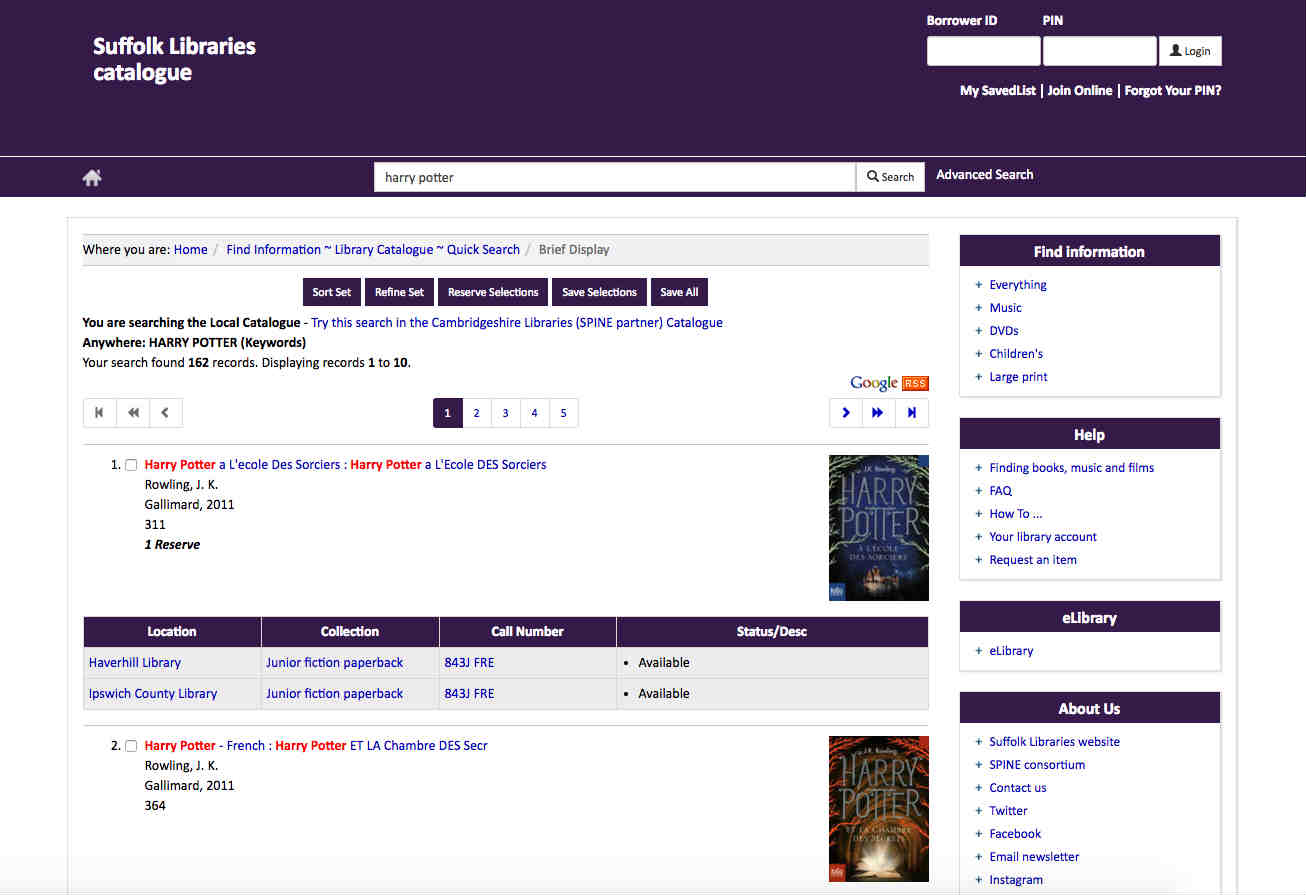 Suffolk Libraries
catalogue
Borrower ID PIN
Login
My SavedList | Join Online | Forgot Your PIN?
harry potter Search Advanced Search
Where you are: Home / Find Information ~ Library Catalogue ~ Quick Search / Brief Display
Sort Set Refine Set Reserve Selections Save Selections Save All
You are searching the Local Catalogue - Try this search in the Cambridgeshire Libraries (SPINE partner) Catalogue
Anywhere: HARRY POTTER (Keywords)
Your search found 162 records. Displaying records 1 to 10.
Google RSS
1 2 3 4 5
1. Harry Potter a L'ecole Des Sorciers : Harry Potter a L'Ecole DES Sorciers
Rowling, J. K.
Gallimard, 2011
311
1 Reserve
J.K. Rowling
HARRY
POTTER
A L'ECOLE
DES SORCIERS
Location Collection Call Number Status/Desc
Haverhill Library Junior fiction paperback 843J FRE • Available
Ipswich County Library Junior fiction paperback 843J FRE • Available
2. Harry Potter - French : Harry Potter ET LA Chambre DES Secr
Rowling, J. K.
Gallimard, 2011
364
J.K. Rowling
HARRY
POTTER
ET LA CHAMBRE
DES SECRETS
Find information
+ Everything
+ Music
+ DVDs
+ Children's
+ Large print
Help
+ Finding books, music and films
+ FAQ
+ How To ...
+ Your library account
+ Request an item
eLibrary
+ eLibrary
About Us
+ Suffolk Libraries website
+ SPINE consortium
+ Contact us
+ Twitter
+ Facebook
+ Email newsletter
+ Instagram